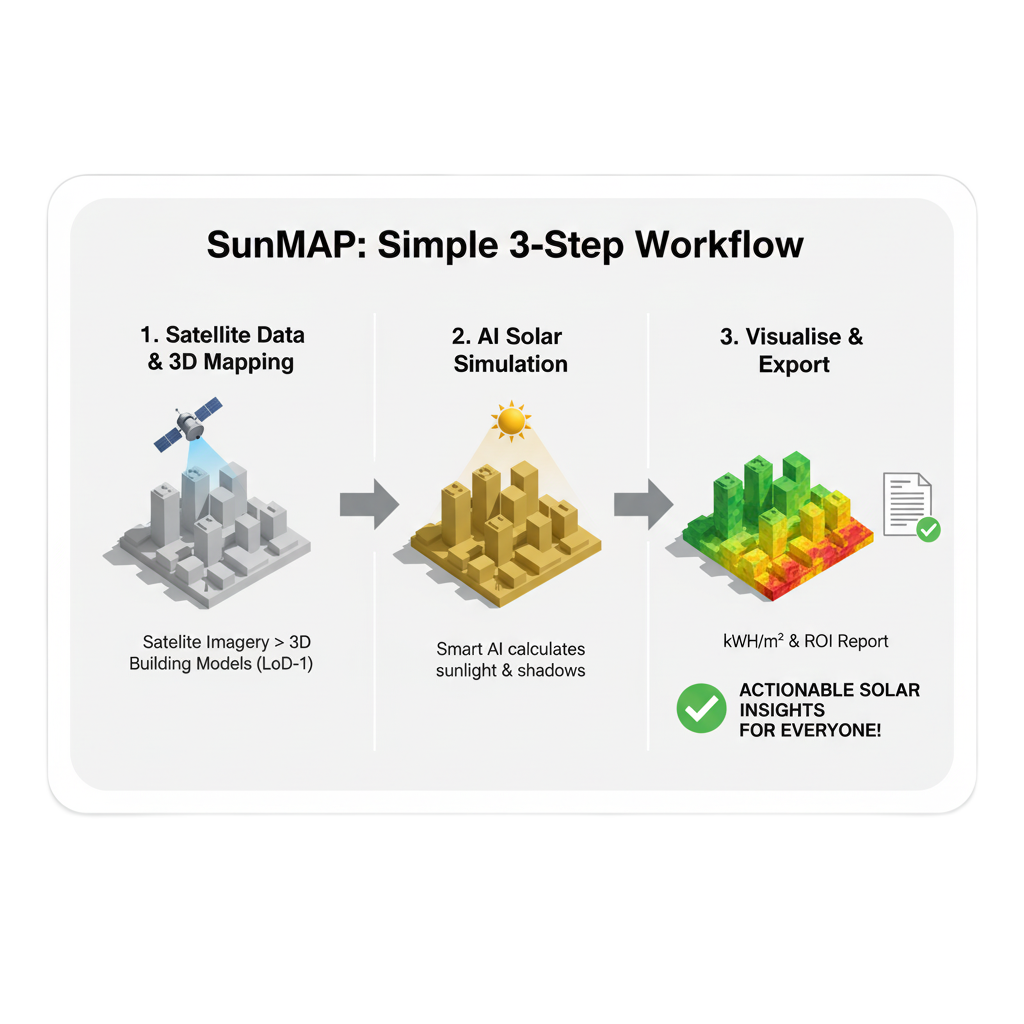 SunMAP: Simple 3-Step Workflow
1. Satellite Data
& 3D Mapping
Satelite Imagery > 3D
Building Models (LoD-1)
2. AI Solar
Simulation
Smart AI calculates
sunlight & shadows
3. Visualise &
Export
kWH/m² & ROI Report
ACTIONABLE SOLAR
INSIGHTS
FOR EVERYONE!